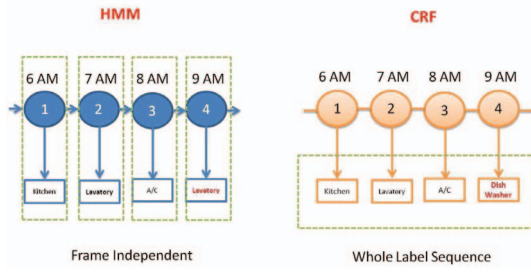 HMM
6 AM 7 AM 8 AM 9 AM
1 2 3 4
Kitchen Lavatory A/C Lavatory
Frame Independent
CRF
6 AM 7 AM 8 AM 9 AM
1 2 3 4
Kitchen Lavatory A/C Dish
Washer
Whole Label Sequence